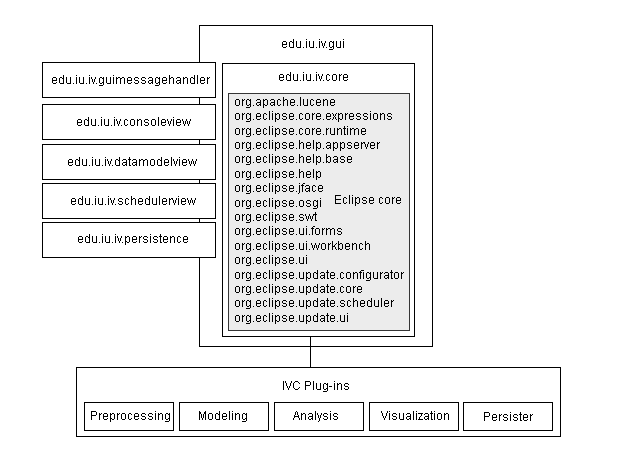 edu.iu.iv.gui
edu.iu.iv.core
edu.iu.iv.guimessagehandler
edu.iu.iv.consoleview
edu.iu.iv.datamodelview
edu.iu.iv.schedulerview
edu.iu.iv.persistence
org.apache.lucene
org.eclipse.core.expressions
org.eclipse.core.runtime
org.eclipse.help.appserver
org.eclipse.help.base
org.eclipse.help
org.eclipse.jface
org.eclipse.osgi
Eclipse core
org.eclipse.swt
org.eclipse.ui.forms
org.eclipse.ui.workbench
org.eclipse.ui
org.eclipse.update.configurator
org.eclipse.update.core
org.eclipse.update.scheduler
org.eclipse.update.ui
IVC Plug-ins
Preprocessing
Modeling
Analysis
Visualization
Persister